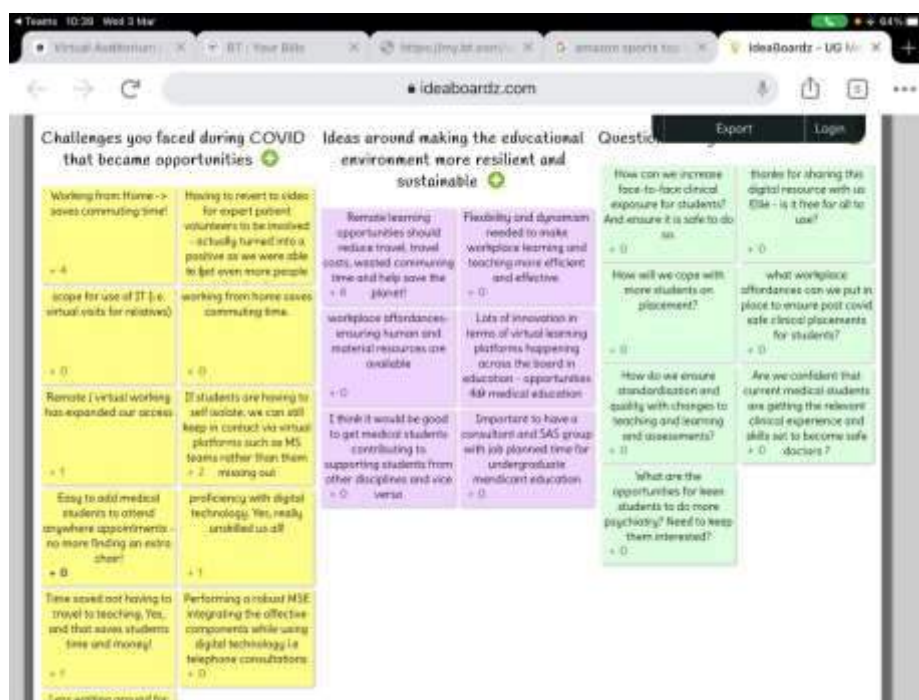 Teams 10:39 Wed 3 Mar
64%
Virtual Auditorium
BT : Your Bills
amazon sports
ideaBoardz - UG
ideaboardz.com
Export
Login
Challenges you faced during COVID
that became opportunities
Working from Home ->
saves commuting time!
+ 4
Having to revert to video
for expert patient
volunteers to be involved
- actually turned into a
positive as we were able
to get even more people
scope for use of IT (i.e.
virtual visits for relatives)
+ 0
working from home saves
commuting time.
+ 0
Remote / virtual working
has expanded our access
+ 1
If students are having to
self isolate, we can still
keep in contact via virtual
platforms such as MS
teams rather than them
+ 2 missing out
Easy to add medical
students to attend
anywhere appointments -
no more finding an extra
chair!
+ 0
proficiency with digital
technology. Yes, really
unskilled us all!
+ 1
Time saved not having to
travel to teaching. Yes,
and that saves students
time and money!
+ 1
Performing a robust MSE
integrating the affective
components while using
digital technology i.e
telephone consultations
+ 0
Ideas around making the educational
environment more resilient and
sustainable
Remote learning
opportunities should
reduce travel, travel
costs, wasted communing
time and help save the
planet!
Flexibility and dynamism
needed to make
workplace learning and
teaching more efficient
and effective
+ 0
workplace affordances-
ensuring human and
material resources are
available
+ 0
Lots of innovation in
terms of virtual learning
platforms happening
across the board in
education - opportunities
for medical education
I think it would be good
to get medical students
contributing to
supporting students from
other disciplines and vice
+ 0 versa
Important to have a
consultant and SAS group
with job planned time for
undergraduate
mendicant education
+ 0
How can we increase
face-to-face clinical
exposure for students?
And ensure it is safe to do
so.
+ 0
thanks for sharing this
digital resource with us
Ellie - is it free for all to
use?
+ 0
How will we cope with
more students on
placement?
+ 0
what workplace
affordances can we put in
place to ensure post covid
safe clinical placements
for students?
+ 0
How do we ensure
standardisation and
quality with changes to
teaching and learning
and assessments?
+ 0
Are we confident that
current medical students
are getting the relevant
clinical experience and
skills set to become safe
+ 0 doctors ?
What are the
opportunities for keen
students to do more
psychiatry? Need to keep
them interested?
+ 0